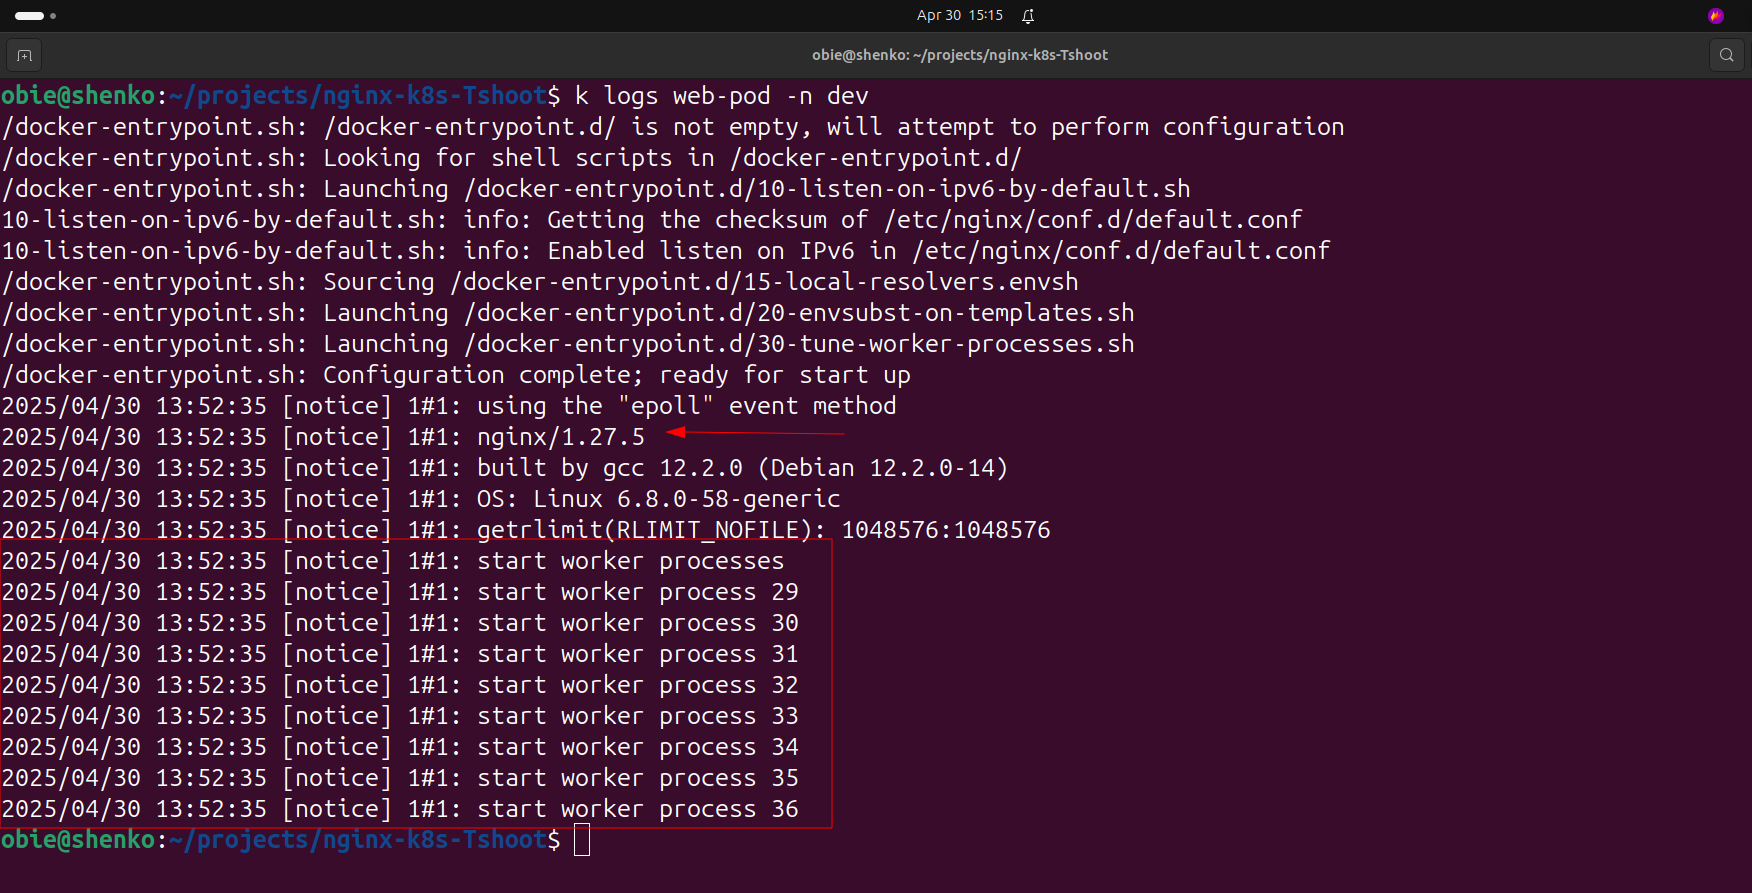 Apr 30 15:15
obie@shenko: ~/projects/nginx-k8s-Tshoot
obie@shenko:~/projects/nginx-k8s-Tshoot$ k logs web-pod -n dev
/docker-entrypoint.sh: /docker-entrypoint.d/ is not empty, will attempt to perform configuration
/docker-entrypoint.sh: Looking for shell scripts in /docker-entrypoint.d/
/docker-entrypoint.sh: Launching /docker-entrypoint.d/10-listen-on-ipv6-by-default.sh
10-listen-on-ipv6-by-default.sh: info: Getting the checksum of /etc/nginx/conf.d/default.conf
10-listen-on-ipv6-by-default.sh: info: Enabled listen on IPv6 in /etc/nginx/conf.d/default.conf
/docker-entrypoint.sh: Sourcing /docker-entrypoint.d/15-local-resolvers.envsh
/docker-entrypoint.sh: Launching /docker-entrypoint.d/20-envsubst-on-templates.sh
/docker-entrypoint.sh: Launching /docker-entrypoint.d/30-tune-worker-processes.sh
/docker-entrypoint.sh: Configuration complete; ready for start up
2025/04/30 13:52:35 [notice] 1#1: using the "epoll" event method
2025/04/30 13:52:35 [notice] 1#1: nginx/1.27.5
2025/04/30 13:52:35 [notice] 1#1: built by gcc 12.2.0 (Debian 12.2.0-14)
2025/04/30 13:52:35 [notice] 1#1: OS: Linux 6.8.0-58-generic
2025/04/30 13:52:35 [notice] 1#1: getrlimit(RLIMIT_NOFILE): 1048576:1048576
2025/04/30 13:52:35 [notice] 1#1: start worker processes
2025/04/30 13:52:35 [notice] 1#1: start worker process 29
2025/04/30 13:52:35 [notice] 1#1: start worker process 30
2025/04/30 13:52:35 [notice] 1#1: start worker process 31
2025/04/30 13:52:35 [notice] 1#1: start worker process 32
2025/04/30 13:52:35 [notice] 1#1: start worker process 33
2025/04/30 13:52:35 [notice] 1#1: start worker process 34
2025/04/30 13:52:35 [notice] 1#1: start worker process 35
2025/04/30 13:52:35 [notice] 1#1: start worker process 36
obie@shenko:~/projects/nginx-k8s-Tshoot$